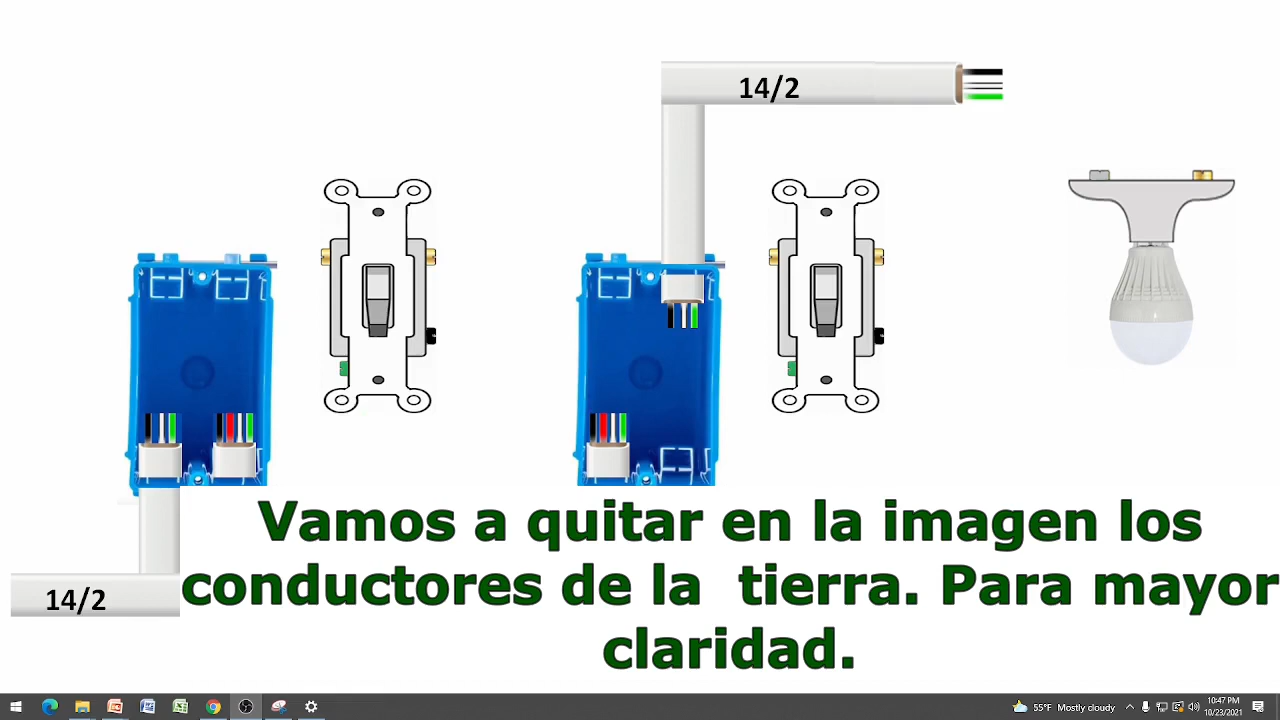 14/2
Vamos a quitar en la imagen los
conductores de la tierra. Para mayor
claridad.
14/2
55°F Mostly cloudy
10:47 PM
10/23/2021